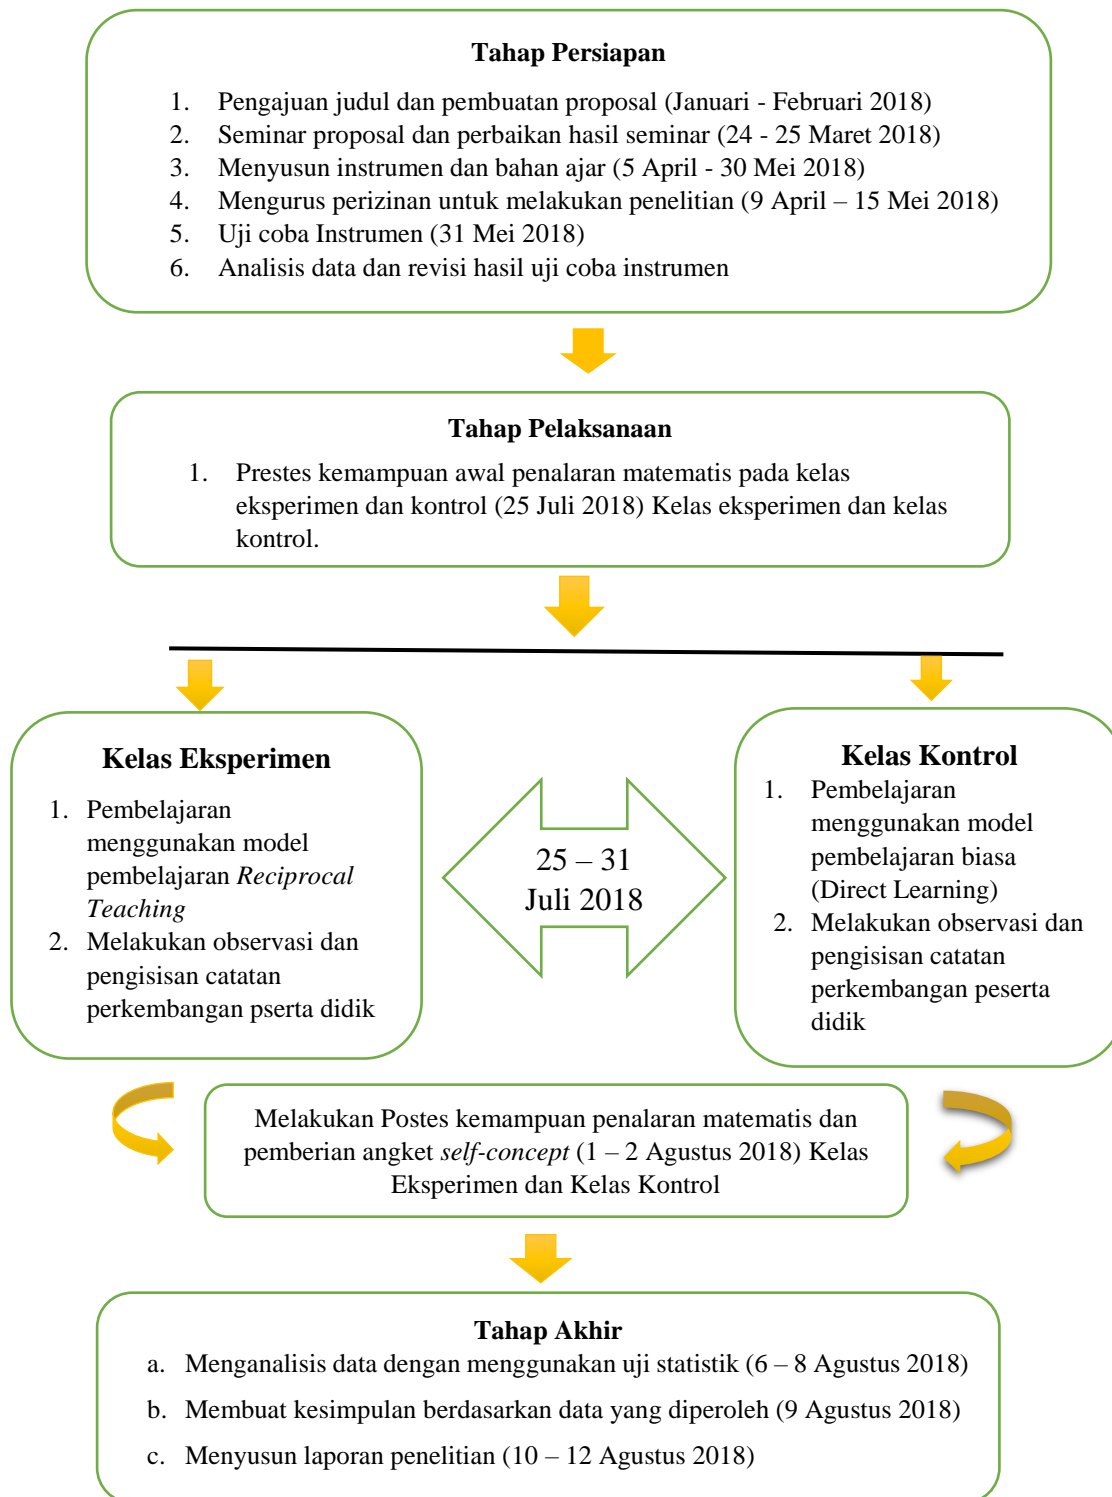 Tahap Persiapan
1. Pengajuan judul dan pembuatan proposal (Januari - Februari 2018)
2. Seminar proposal dan perbaikan hasil seminar (24 - 25 Maret 2018)
3. Menyusun instrumen dan bahan ajar (5 April - 30 Mei 2018)
4. Mengurus perizinan untuk melakukan penelitian (9 April – 15 Mei 2018)
5. Uji coba Instrumen (31 Mei 2018)
6. Analisis data dan revisi hasil uji coba instrumen
Tahap Pelaksanaan
1. Prestes kemampuan awal penalaran matematis pada kelas
eksperimen dan kontrol (25 Juli 2018) Kelas eksperimen dan kelas
kontrol.
Kelas Eksperimen
1. Pembelajaran
menggunakan model
pembelajaran Reciprocal
Teaching
2. Melakukan observasi dan
pengisisan catatan
perkembangan pserta didik
25 – 31
Juli 2018
Kelas Kontrol
1. Pembelajaran
menggunakan model
pembelajaran biasa
(Direct Learning)
2. Melakukan observasi dan
pengisisan catatan
perkembangan peserta
didik
Melakukan Postes kemampuan penalaran matematis dan
pemberian angket self-concept (1 – 2 Agustus 2018) Kelas
Eksperimen dan Kelas Kontrol
Tahap Akhir
a. Menganalisis data dengan menggunakan uji statistik (6 – 8 Agustus 2018)
b. Membuat kesimpulan berdasarkan data yang diperoleh (9 Agustus 2018)
c. Menyusun laporan penelitian (10 – 12 Agustus 2018)